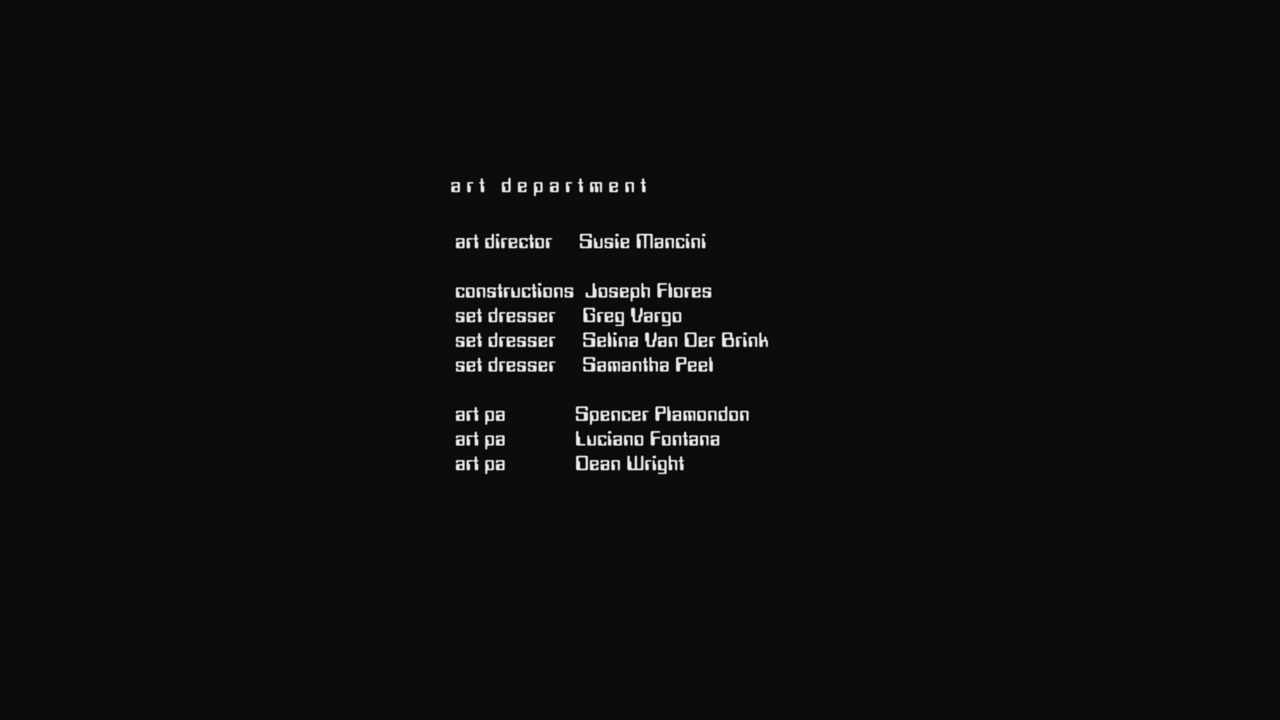 art department
art director Susie Mancini
constructions Joseph Flores
set dresser Greg Vargo
set dresser Selina Van Der Brink
set dresser Samantha Peel
art pa Spencer Plamondon
art pa Luciano Fontana
art pa Dean Wright